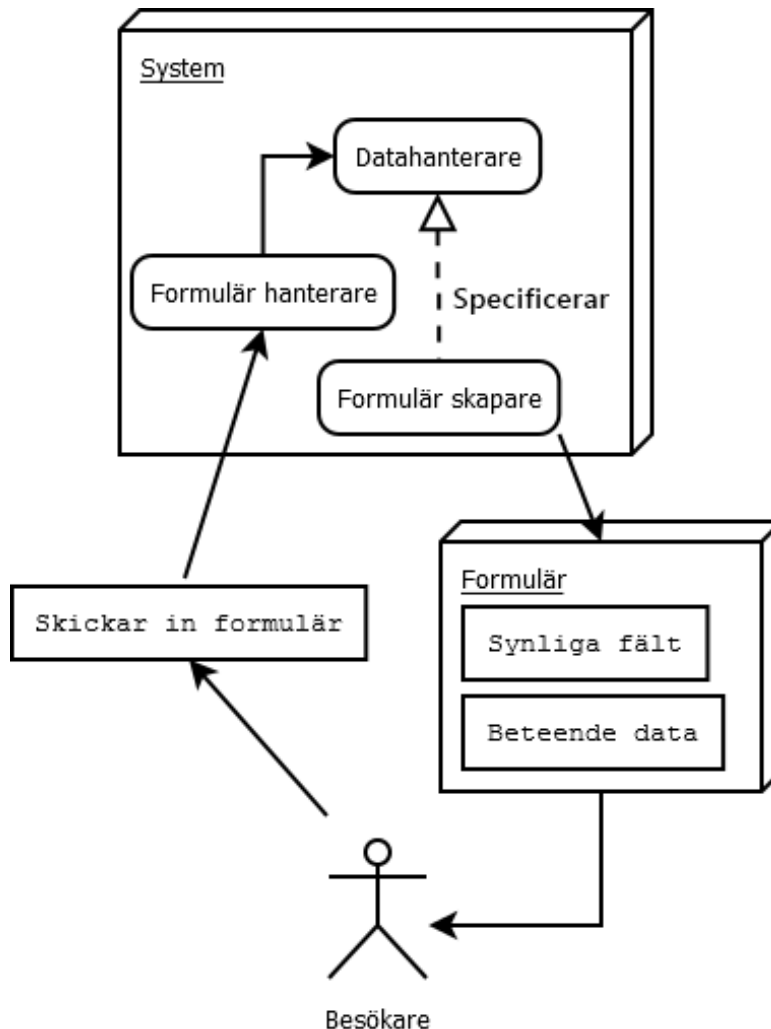 System
Datahanterare
Formulär hanterare
Specificerar
Formulär skapare
Formulär
Skickar in formulär
Synliga fält
Beteende data
Besökare